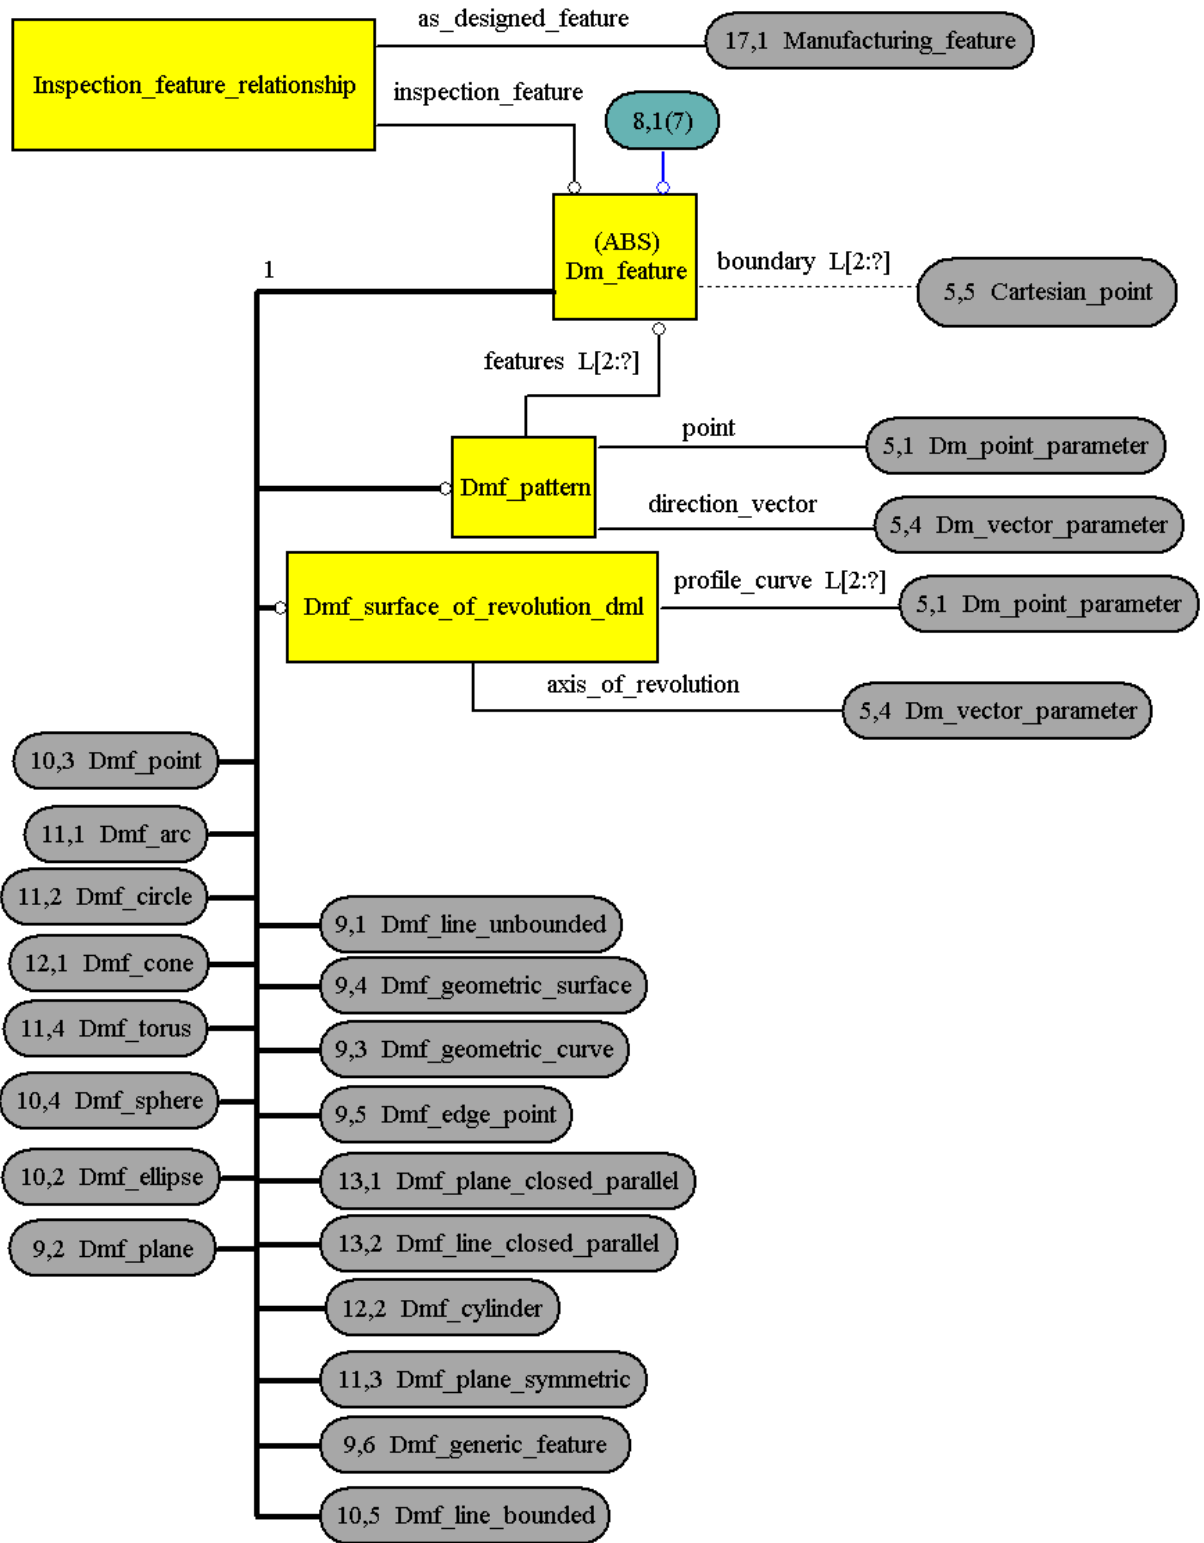 as_designed_feature
17,1 Manufacturing_feature
Inspection_feature_relationship
inspection_feature
8,1(7)
(ABS)
Dm_feature
boundary L[2:?]
5,5 Cartesian_point
1
features L[2:?]
point
5,1 Dm_point_parameter
Dmf_pattern
direction_vector
5,4 Dm_vector_parameter
Dmf_surface_of_revolution_dml
profile_curve L[2:?]
5,1 Dm_point_parameter
axis_of_revolution
5,4 Dm_vector_parameter
10,3 Dmf_point
11,1 Dmf_arc
11,2 Dmf_circle
12,1 Dmf_cone
11,4 Dmf_torus
10,4 Dmf_sphere
10,2 Dmf_ellipse
9,2 Dmf_plane
9,1 Dmf_line_unbounded
9,4 Dmf_geometric_surface
9,3 Dmf_geometric_curve
9,5 Dmf_edge_point
13,1 Dmf_plane_closed_parallel
13,2 Dmf_line_closed_parallel
12,2 Dmf_cylinder
11,3 Dmf_plane_symmetric
9,6 Dmf_generic_feature
10,5 Dmf_line_bounded